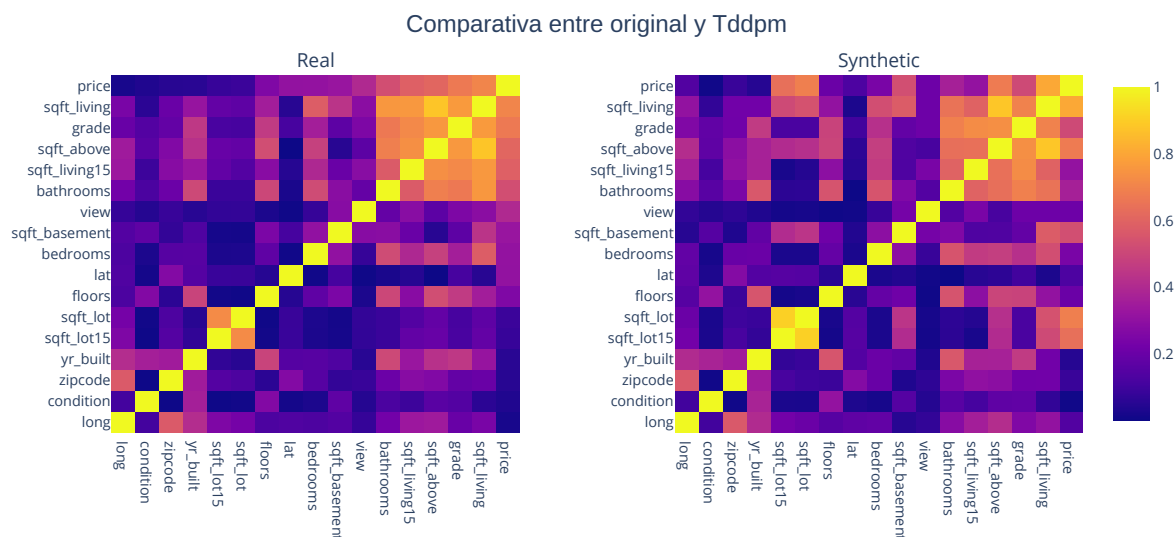 Comparativa entre original y Tddpm
Real
Synthetic
price
sqft_living
grade
sqft_above
sqft_living15
bathrooms
view
sqft_basement
bedrooms
lat
floors
sqft_lot
sqft_lot15
yr_built
zipcode
condition
long
long
condition
zipcode
yr_built
sqft_lot15
sqft_lot
floors
lat
bedrooms
sqft_basement
view
bathrooms
sqft_living15
sqft_above
grade
sqft_living
price
price
sqft_living
grade
sqft_above
sqft_living15
bathrooms
view
sqft_basement
bedrooms
lat
floors
sqft_lot
sqft_lot15
yr_built
zipcode
condition
long
long
condition
zipcode
yr_built
sqft_lot15
sqft_lot
floors
lat
bedrooms
sqft_basement
view
bathrooms
sqft_living15
sqft_above
grade
sqft_living
price
1
0.8
0.6
0.4
0.2